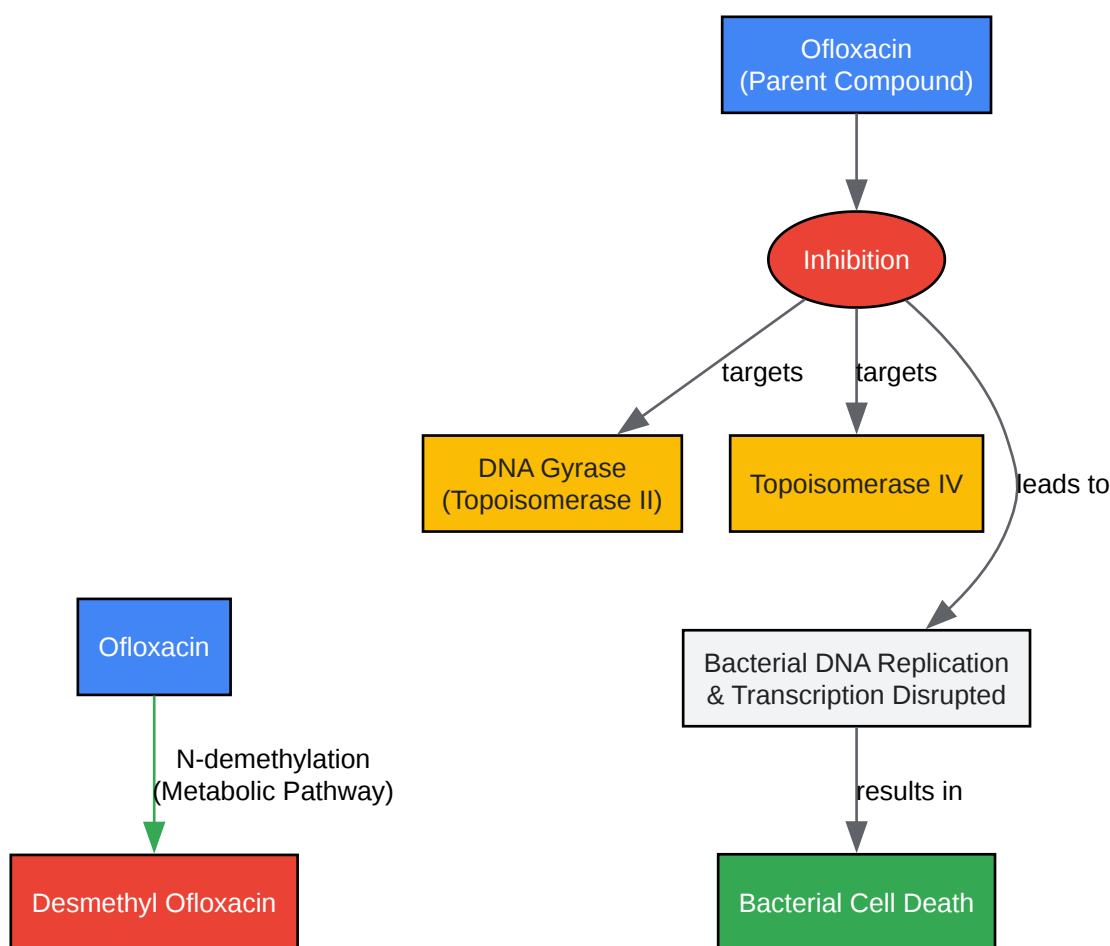 Ofloxacin
(Parent Compound)
Inhibition
targets
targets
DNA Gyrase
(Topoisomerase II)
Topoisomerase IV
leads to
Ofloxacin
Bacterial DNA Replication
& Transcription Disrupted
N-demethylation
(Metabolic Pathway)
results in
Desmethyl Ofloxacin
Bacterial Cell Death